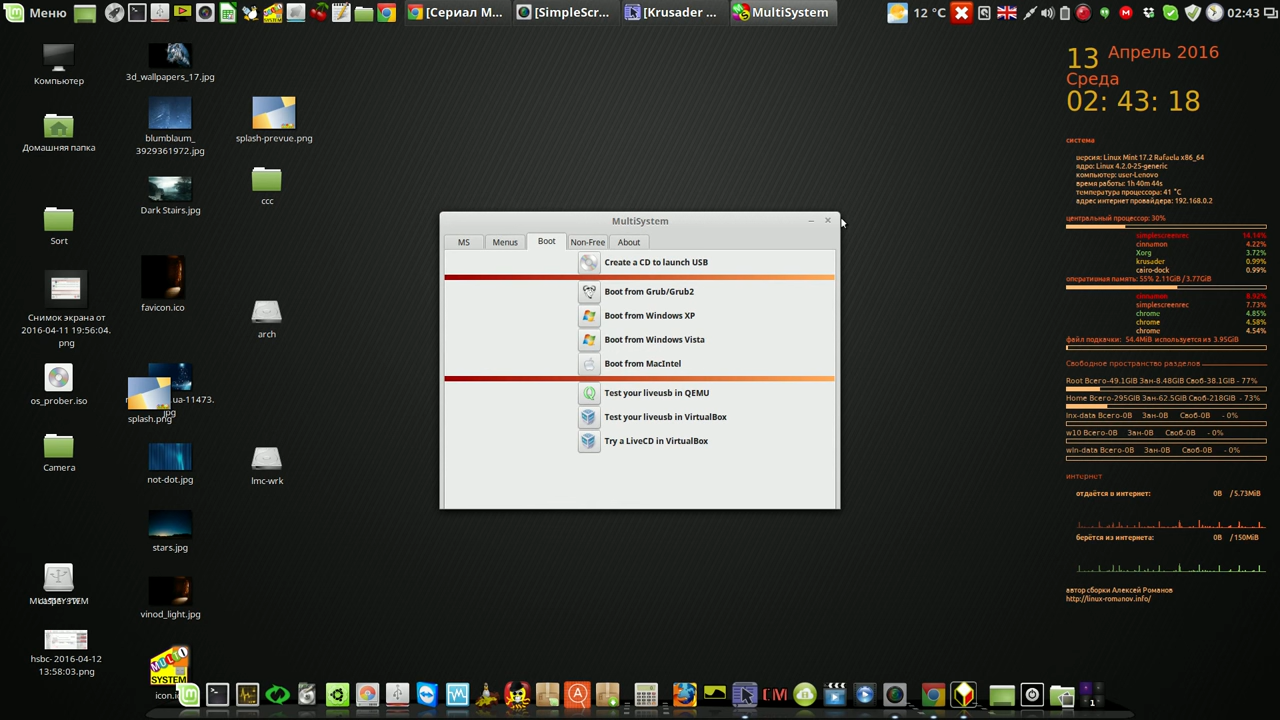 Меню
[Сериал М...
[SimpleScr...
[Krusader ...
MultiSystem
12 °C
02:43
Компьютер
Домашняя папка
Sort
Снимок экрана от
2016-04-11 19:56:04.
png
os_prober.iso
Camera
hsbc- 2016-04-12
13:58:03.png
3d_wallpapers_17.jpg
blumblaum_
3929361972.jpg
Dark Stairs.jpg
favicon.ico
ua-11473.
jpg
splash.png
not-dot.jpg
stars.jpg
vinod_light.jpg
MULTI
SYSTEM
splash-prevue.png
ccc
arch
lmc-wrk
MultiSystem
MS
Menus
Boot
Non-Free
About
Create a CD to launch USB
Boot from Grub/Grub2
Boot from Windows XP
Boot from Windows Vista
Boot from MacIntel
Test your liveusb in QEMU
Test your liveusb in VirtualBox
Try a LiveCD in VirtualBox
13 Апрель 2016
Среда
02: 43: 18
система
версия: Linux Mint 17.2 Rafaela x86_64
ядро: Linux 4.2.0-25-generic
компьютер: user-Lenovo
время работы: 1h 40m 44s
температура процессора: 41 °C
адрес интернет провайдера: 192.168.0.2
центральный процессор: 30%
simplescreenrec 14.14%
cinnamon 4.22%
Xorg 3.72%
krusader 0.99%
cairo-dock 0.99%
оперативная память: 55% 2.11GiB / 3.77GiB
cinnamon 8.92%
simplescreenrec 7.73%
chrome 4.85%
chrome 4.58%
chrome 4.54%
файл подкачки: 54.4MiB используется из 3.95GiB
Свободное пространство разделов
Root Всего-49.1GIB Зан-8.48GIB Своб-38.1GIB - 77%
Home Всего-295GIB Зан-62.5GIB Своб-218GIB - 73%
lnx-data Всего-0B Зан-0B Своб-0B - 0%
w10 Всего-0B Зан-0B Своб-0B - 0%
win-data Всего-0B Зан-0B Своб-0B - 0%
интернет
отдаётся в интернет: 0B / 5.73MiB
берётся из интернета: 0B / 150MiB
автор сборки Алексей Романов
http://linux-romanov.info/